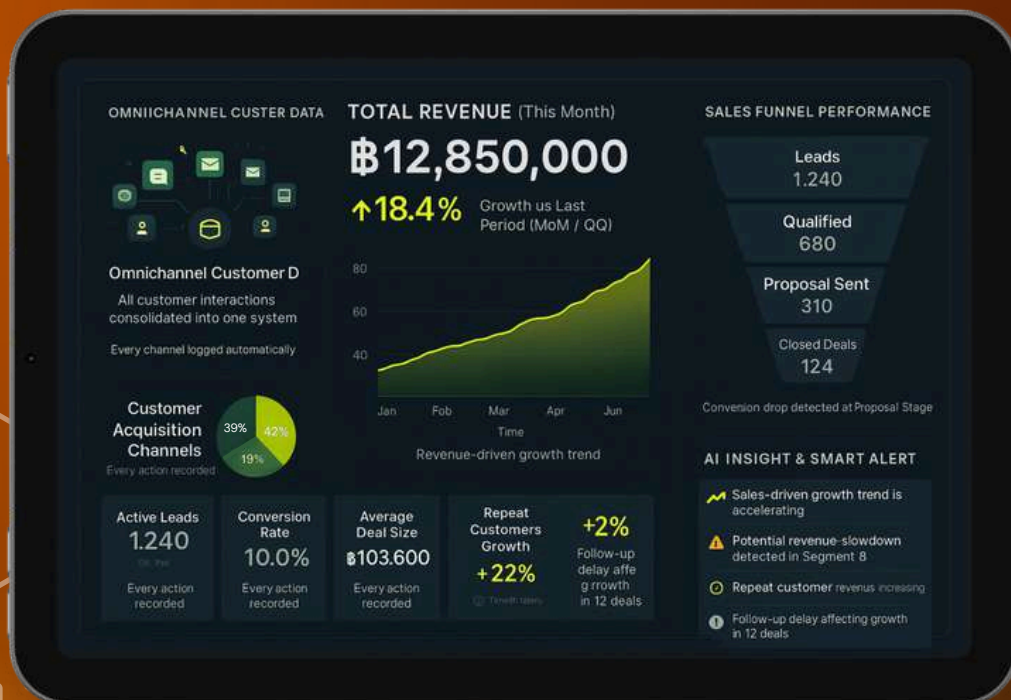 OMNIICHANNEL CUSTER DATA
Omnichannel Customer D
All customer interactions
consolidated into one system
Every channel logged automatically
Customer
Acquisition
Channels
Every action recorded
39%
42%
19%
TOTAL REVENUE (This Month)
฿12,850,000
↑18.4%
Growth us Last
Period (MoM / QQ)
80
60
40
Jan Fob Mar Apr Jun
Time
Revenue-driven growth trend
SALES FUNNEL PERFORMANCE
Leads
1.240
Qualified
680
Proposal Sent
310
Closed Deals
124
Convenion drop detected at Proposal Stage
AI INSIGHT & SMART ALERT
Sales-driven growth trend is
accelerating
Potential revenue-slowdown
detected in Segment 8
Repeat customer revenus increasing
Follow-up delay affecting growth
in 12 deals
Active Leads
1.240
Every action
recorded
Conversion
Rate
10.0%
Every action
recorded
Average
Deal Size
฿103.600
Every action
recorded
Repeat
Customers
Growth
+22%
+2%
Follow-up
delay affe
g rrowth
in 12 deals